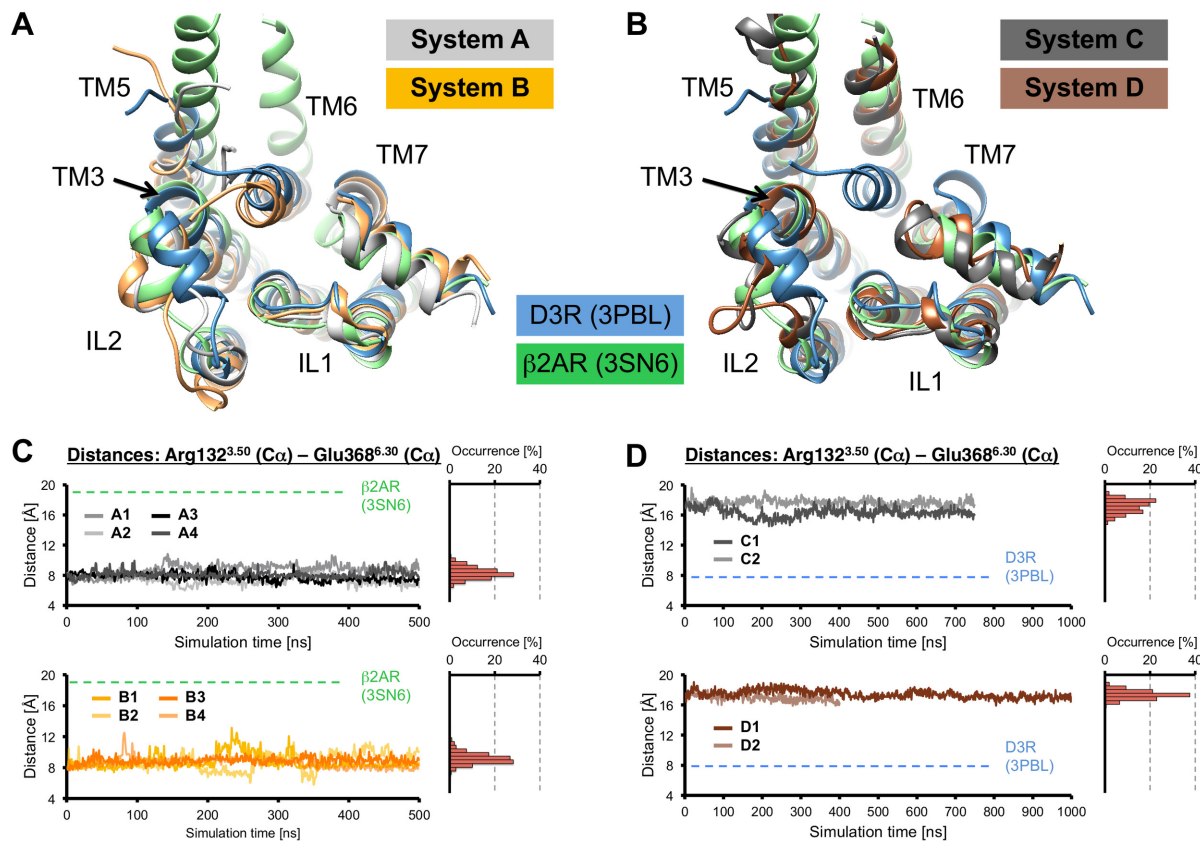 A
System A
System B
TM5
TM6
TM7
TM3
IL2
IL1
D3R (3PBL)
β2AR (3SN6)
B
System C
System D
TM5
TM6
TM7
TM3
IL2
IL1
C
Distances: Arg132³·⁵⁰ (Cα) – Glu368⁶·³⁰ (Cα)
Occurrence [%]
0 20 40
20
16
12
8
4
Distance [Å]
β2AR
(3SN6)
A1 A3
A2 A4
0 100 200 300 400 500
Simulation time [ns]
Occurrence [%]
0 20 40
20
16
12
8
4
Distance [Å]
β2AR
(3SN6)
B1 B3
B2 B4
0 100 200 300 400 500
Simulation time [ns]
D
Distances: Arg132³·⁵⁰ (Cα) – Glu368⁶·³⁰ (Cα)
Occurrence [%]
0 20 40
20
16
12
8
4
Distance [Å]
C1
C2
D3R
(3PBL)
0 100 200 300 400 500 600 700 800 900 1000
Simulation time [ns]
Occurrence [%]
0 20 40
20
16
12
8
4
Distance [Å]
D1
D2
D3R
(3PBL)
0 100 200 300 400 500 600 700 800 900 1000
Simulation time [ns]